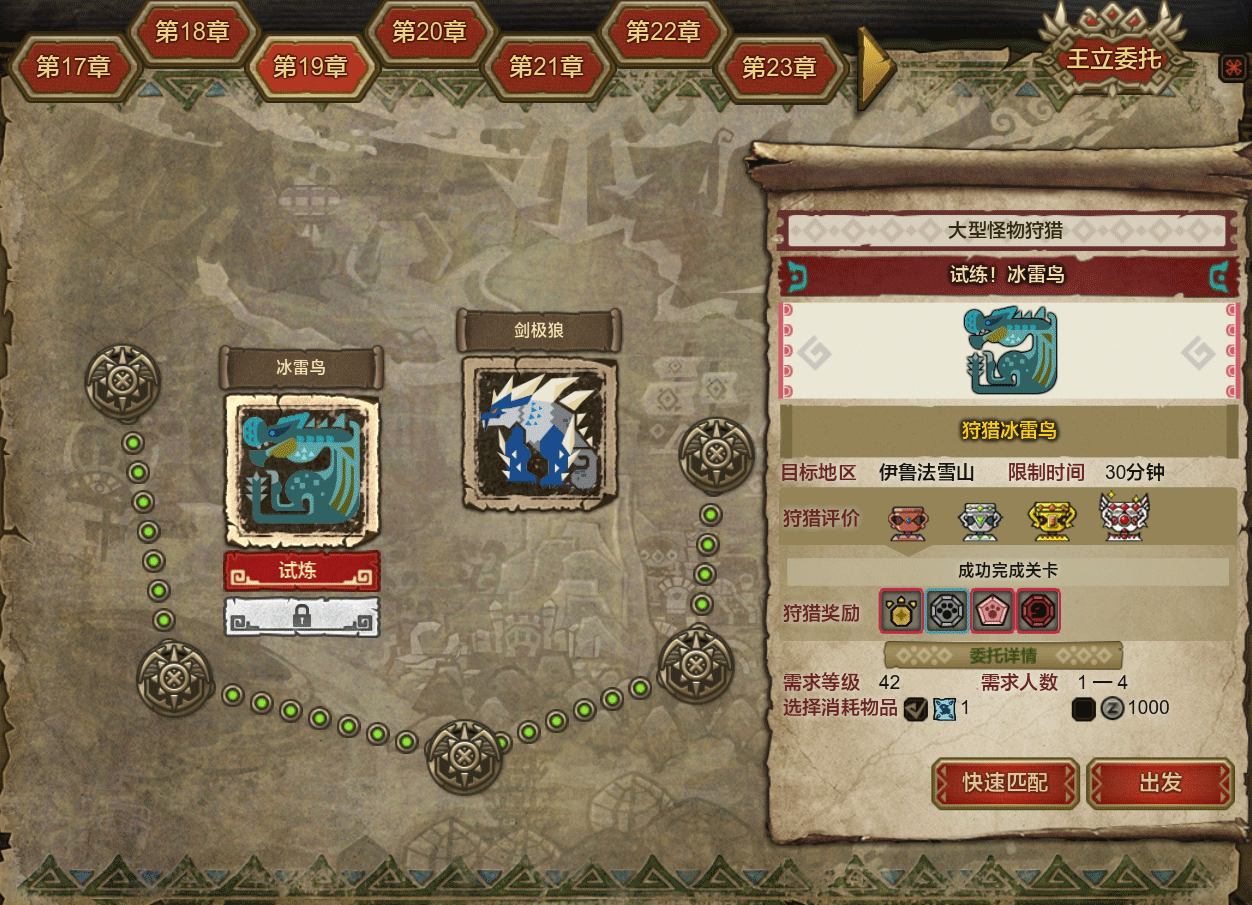 第17章
第18章
第19章
第20章
第21章
第22章
第23章
王立委托
冰雷鸟
试炼
剑极狼
大型怪物狩猎
试练！冰雷鸟
狩猎冰雷鸟
目标地区 伊鲁法雪山 限制时间 30分钟
狩猎评价
成功完成关卡
狩猎奖励
委托详情
需求等级 42 需求人数 1一4
选择消耗物品 1 Z 1000
快速匹配 出发